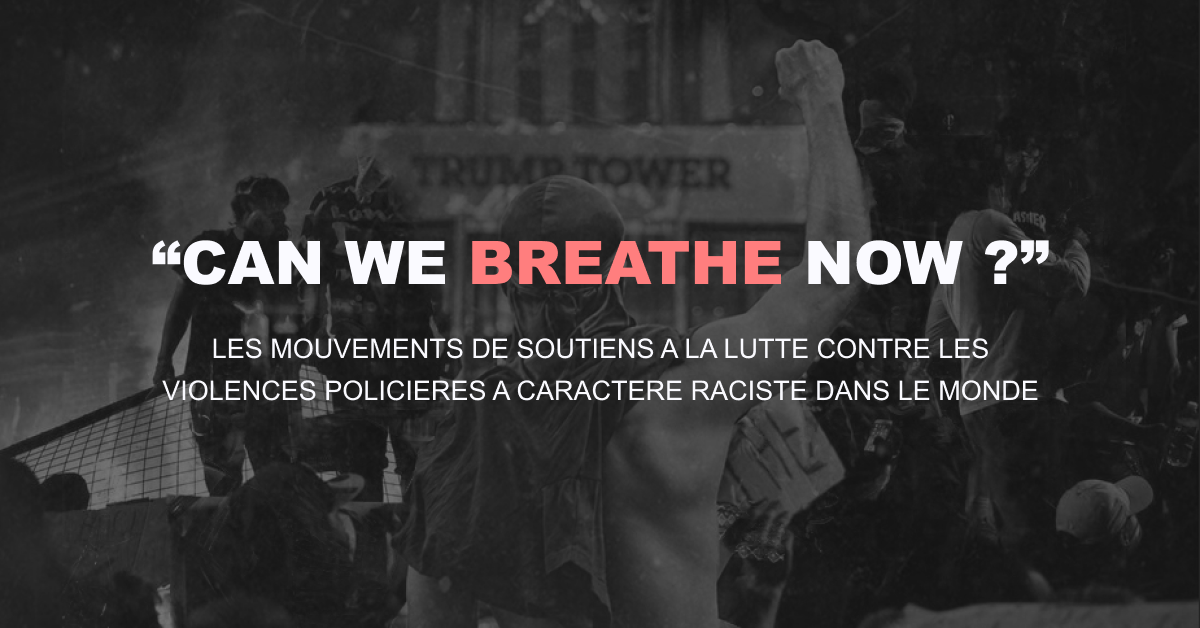 TRUMP TOWER
“CAN WE BREATHE NOW ?”
LES MOUVEMENTS DE SOUTIENS A LA LUTTE CONTRE LES
VIOLENCES POLICIERES A CARACTERE RACISTE DANS LE MONDE